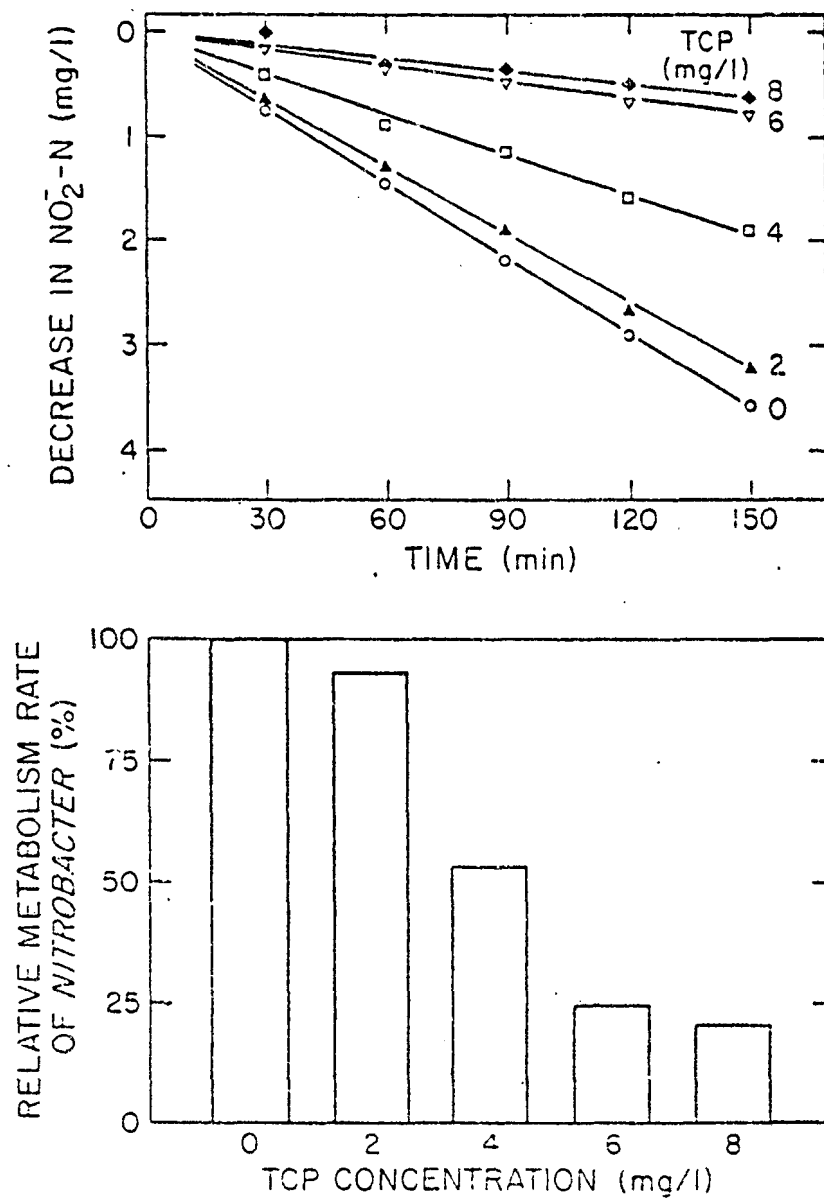 DECREASE IN NO₂⁻-N (mg/l)
0
1
2
3
4
TCP
(mg/l)
8
6
4
2
0
0 30 60 90 120 150
TIME (min)
RELATIVE METABOLISM RATE
OF NITROBACTER (%)
100
75
50
25
0
0 2 4 6 8
TCP CONCENTRATION (mg/l)